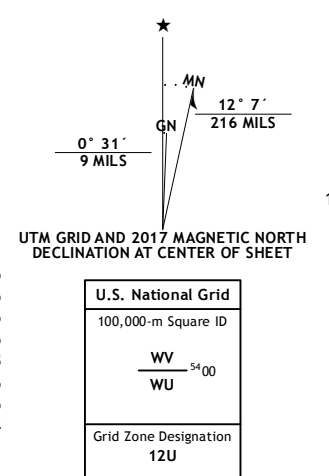 ★
MN
GN
12° 7´
216 MILS
0° 31´
9 MILS
UTM GRID AND 2017 MAGNETIC NORTH
DECLINATION AT CENTER OF SHEET
U.S. National Grid
100,000-m Square ID
WV
5400
WU
Grid Zone Designation
12U